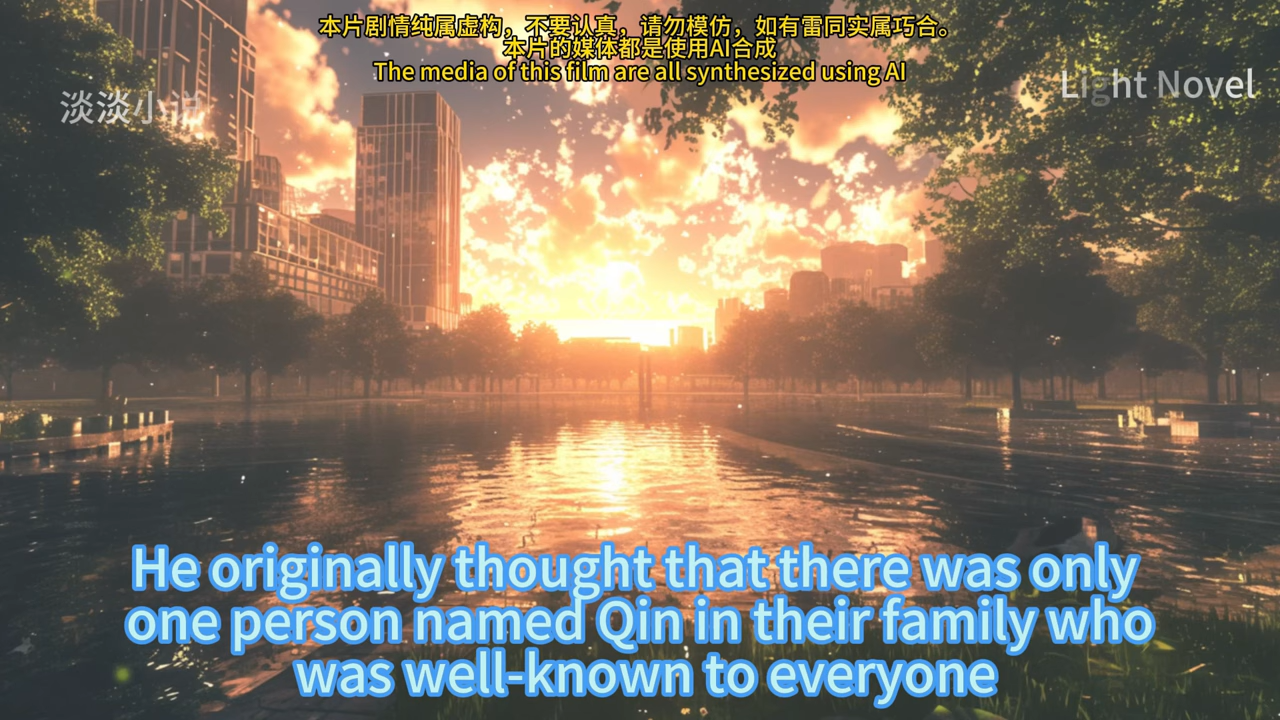 本片剧情纯属虚构，不要认真，请勿模仿，如有雷同实属巧合。
本片的媒体都是使用AI合成
The media of this film are all synthesized using AI
淡淡小说
Light Novel
He originally thought that there was only
one person named Qin in their family who
was well-known to everyone